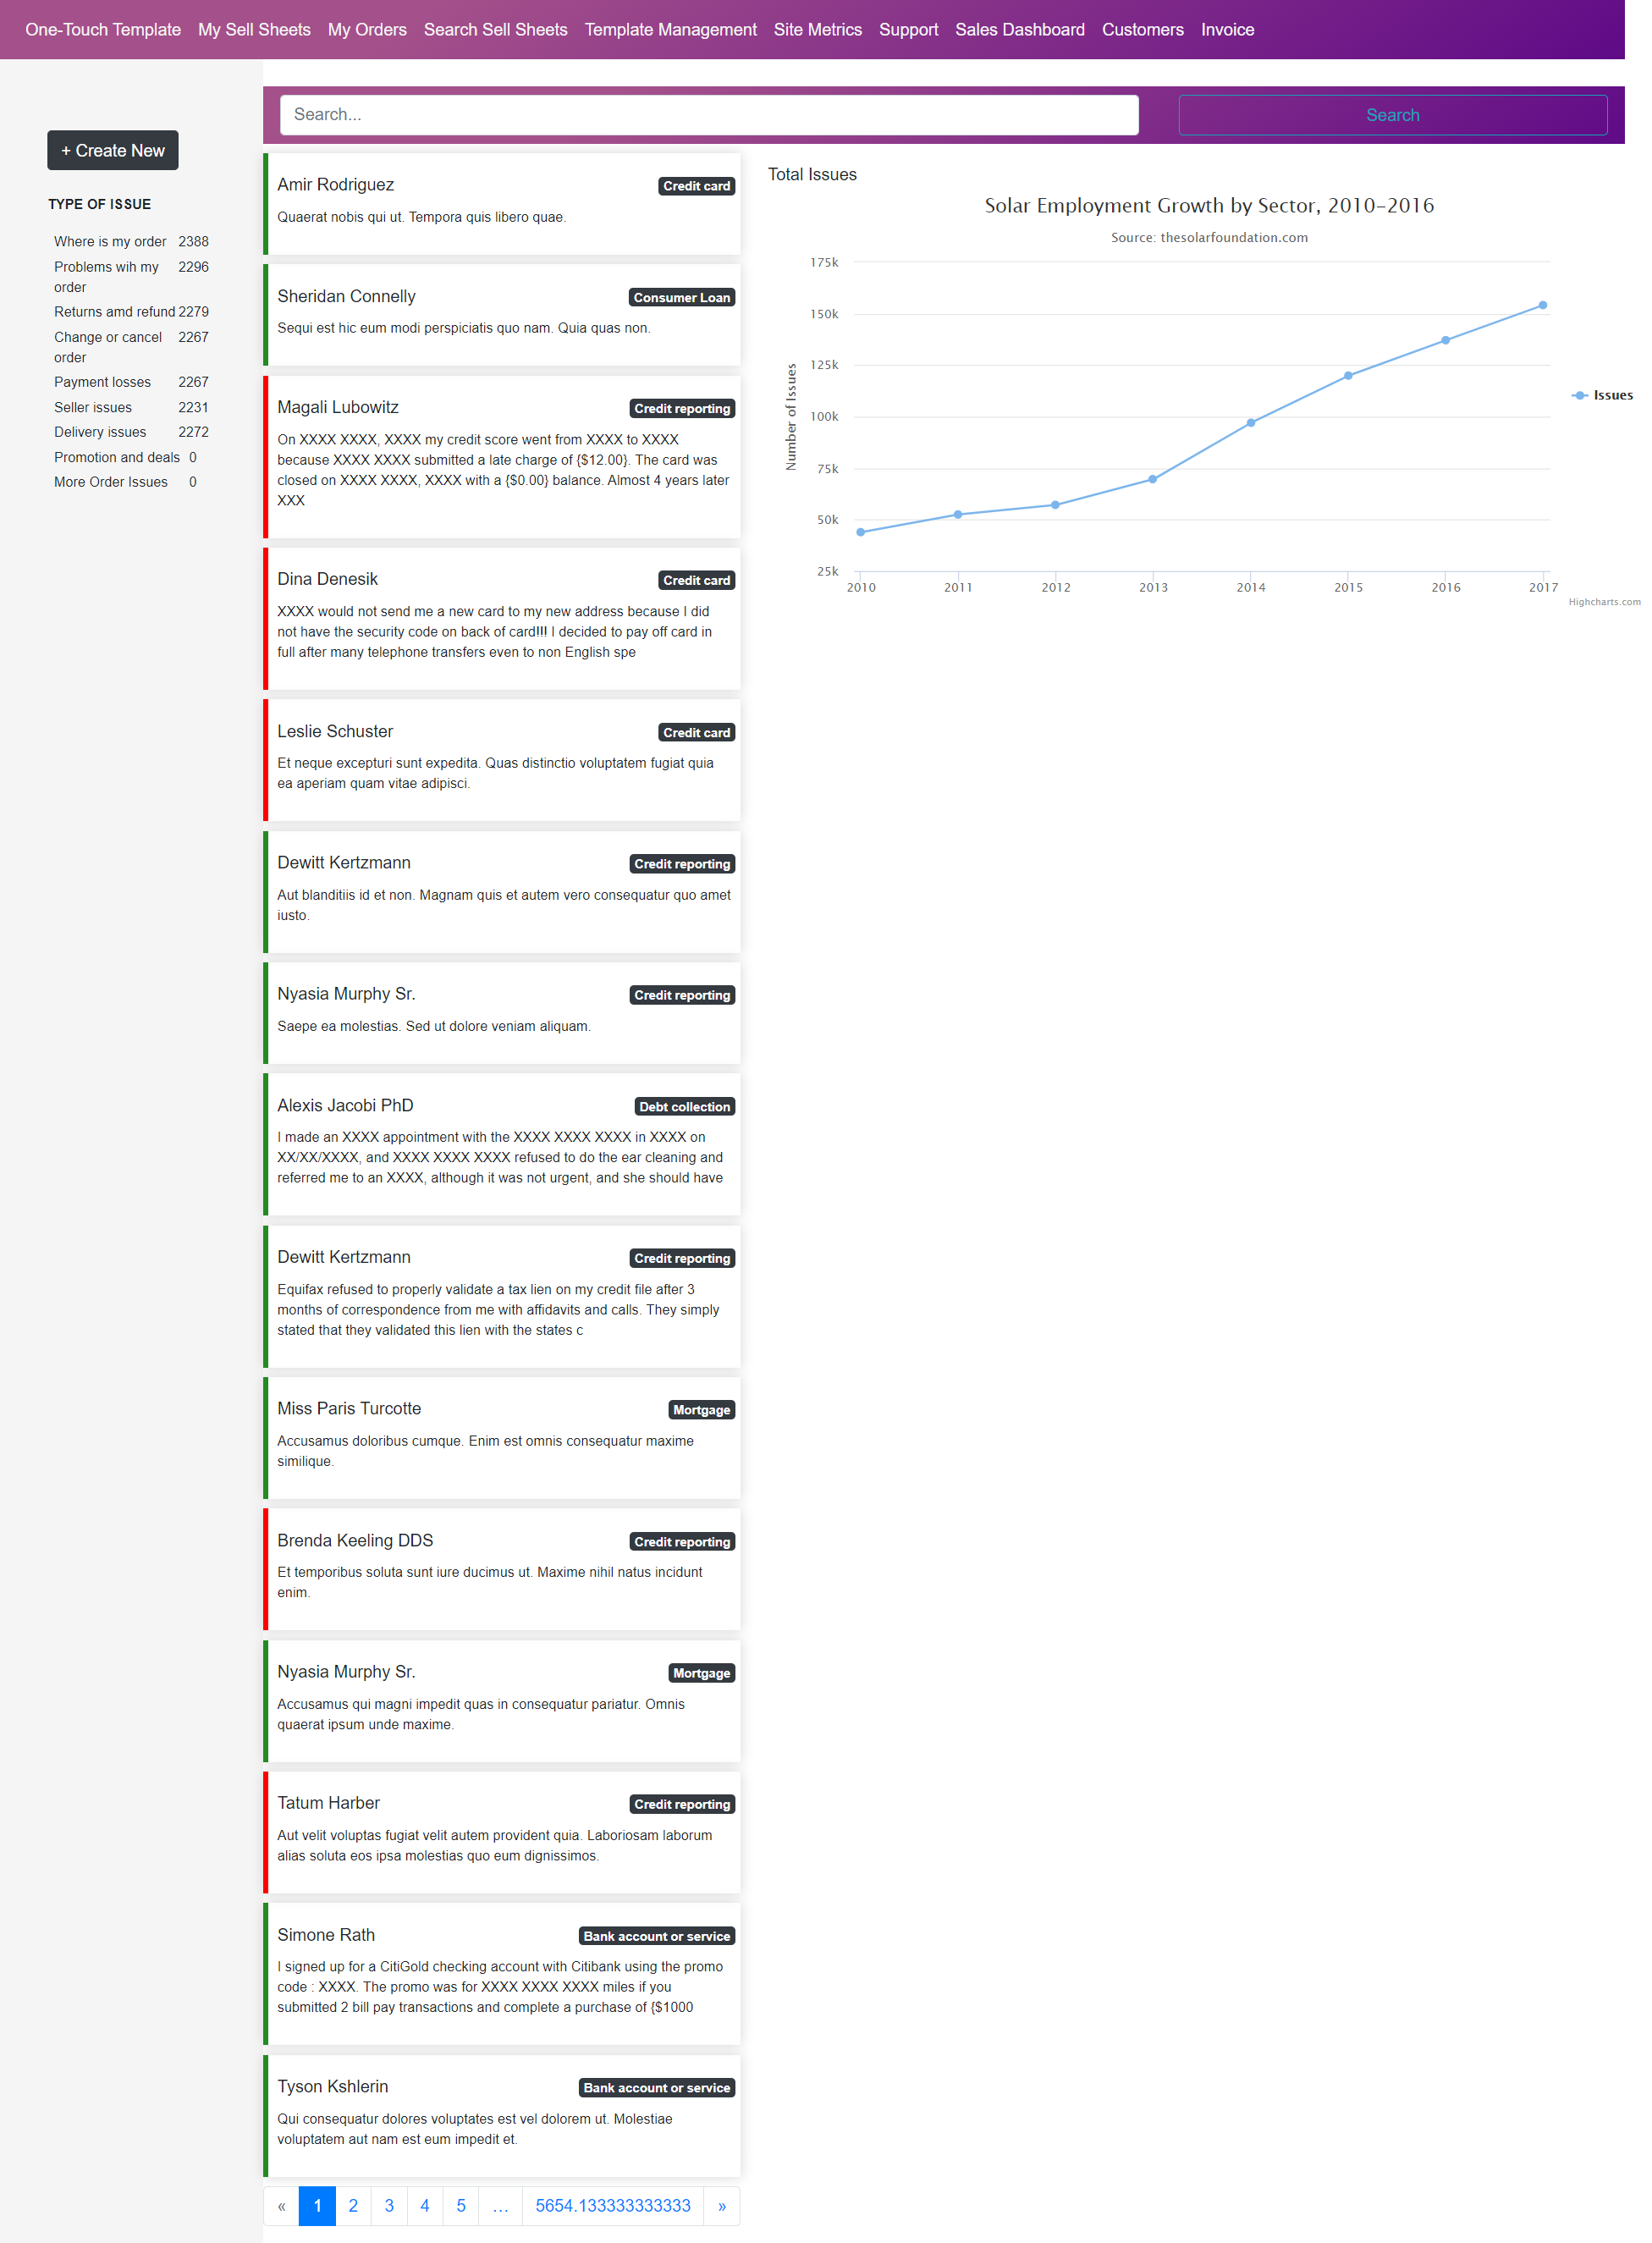 One-Touch Template My Sell Sheets My Orders Search Sell Sheets Template Management Site Metrics Support Sales Dashboard Customers Invoice
Search...
Search
+ Create New
TYPE OF ISSUE
Where is my order 2388
Problems wih my 2296
order
Returns amd refund 2279
Change or cancel 2267
order
Payment losses 2267
Seller issues 2231
Delivery issues 2272
Promotion and deals 0
More Order Issues 0
Amir Rodriguez Credit card
Quaerat nobis qui ut. Tempora quis libero quae.
Sheridan Connelly Consumer Loan
Sequi est hic eum modi perspiciatis quo nam. Quia quas non.
Magali Lubowitz Credit reporting
On XXXX XXXX, XXXX my credit score went from XXXX to XXXX
because XXXX XXXX submitted a late charge of {$12.00}. The card was
closed on XXXX XXXX, XXXX with a {$0.00} balance. Almost 4 years later
XXX
Dina Denesik Credit card
XXXX would not send me a new card to my new address because I did
not have the security code on back of card!!! I decided to pay off card in
full after many telephone transfers even to non English spe
Leslie Schuster Credit card
Et neque excepturi sunt expedita. Quas distinctio voluptatem fugiat quia
ea aperiam quam vitae adipisci.
Dewitt Kertzmann Credit reporting
Aut blanditiis id et non. Magnam quis et autem vero consequatur quo amet
iusto.
Nyasia Murphy Sr. Credit reporting
Saepe ea molestias. Sed ut dolore veniam aliquam.
Alexis Jacobi PhD Debt collection
I made an XXXX appointment with the XXXX XXXX XXXX in XXXX on
XX/XX/XXXX, and XXXX XXXX XXXX refused to do the ear cleaning and
referred me to an XXXX, although it was not urgent, and she should have
Dewitt Kertzmann Credit reporting
Equifax refused to properly validate a tax lien on my credit file after 3
months of correspondence from me with affidavits and calls. They simply
stated that they validated this lien with the states c
Miss Paris Turcotte Mortgage
Accusamus doloribus cumque. Enim est omnis consequatur maxime
similique.
Brenda Keeling DDS Credit reporting
Et temporibus soluta sunt iure ducimus ut. Maxime nihil natus incidunt
enim.
Nyasia Murphy Sr. Mortgage
Accusamus qui magni impedit quas in consequatur pariatur. Omnis
quaerat ipsum unde maxime.
Tatum Harber Credit reporting
Aut velit voluptas fugiat velit autem provident quia. Laboriosam laborum
alias soluta eos ipsa molestias quo eum dignissimos.
Simone Rath Bank account or service
I signed up for a CitiGold checking account with Citibank using the promo
code : XXXX. The promo was for XXXX XXXX XXXX miles if you
submitted 2 bill pay transactions and complete a purchase of {$1000
Tyson Kshlerin Bank account or service
Qui consequatur dolores voluptates est vel dolorem ut. Molestiae
voluptatem aut nam est eum impedit et.
« 1 2 3 4 5 ... 5654.133333333333 »
Total Issues
Solar Employment Growth by Sector, 2010-2016
Source: thesolarfoundation.com
Number of Issues
175k
150k
125k
100k
75k
50k
25k
2010 2011 2012 2013 2014 2015 2016 2017
Issues
Highcharts.com